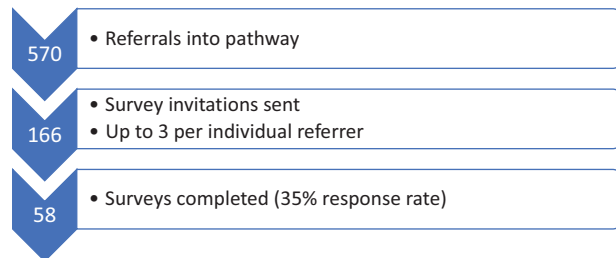 570
• Referrals into pathway
166
• Survey invitations sent
• Up to 3 per individual referrer
58
• Surveys completed (35% response rate)